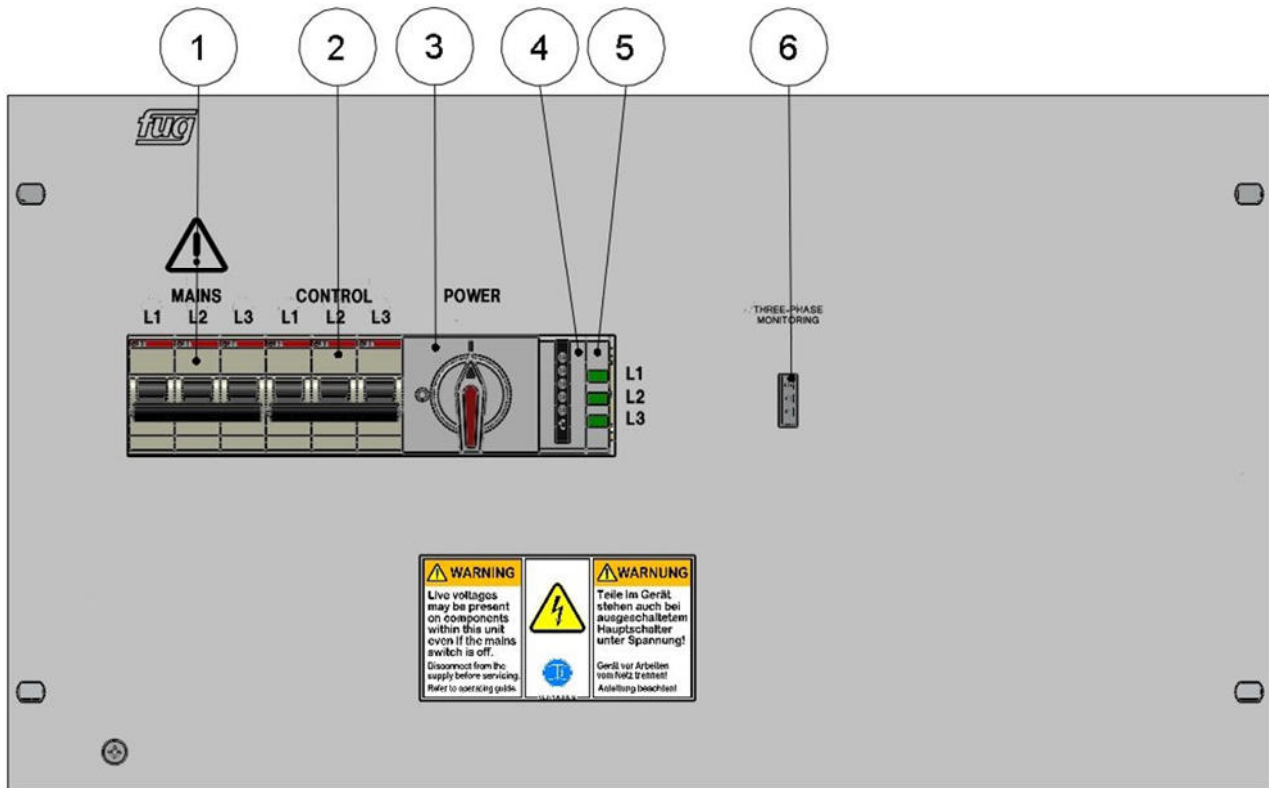 1 2 3 4 5 6
fug
MAINS CONTROL POWER
L1 L2 L3 L1 L2 L3
THREE-PHASE
MONITORING
L1
L2
L3
WARNING
Live voltages
may be present
on components
within this unit
even if the mains
switch is off.
Disconnect from the
supply before servicing.
Refer to operating guide.
WARNUNG
Teile im Gerät
stehen auch bei
ausgeschaltetem
Hauptschalter
unter Spannung!
Gerät vor Arbeiten
vom Netz trennen!
Anleitung beachten!